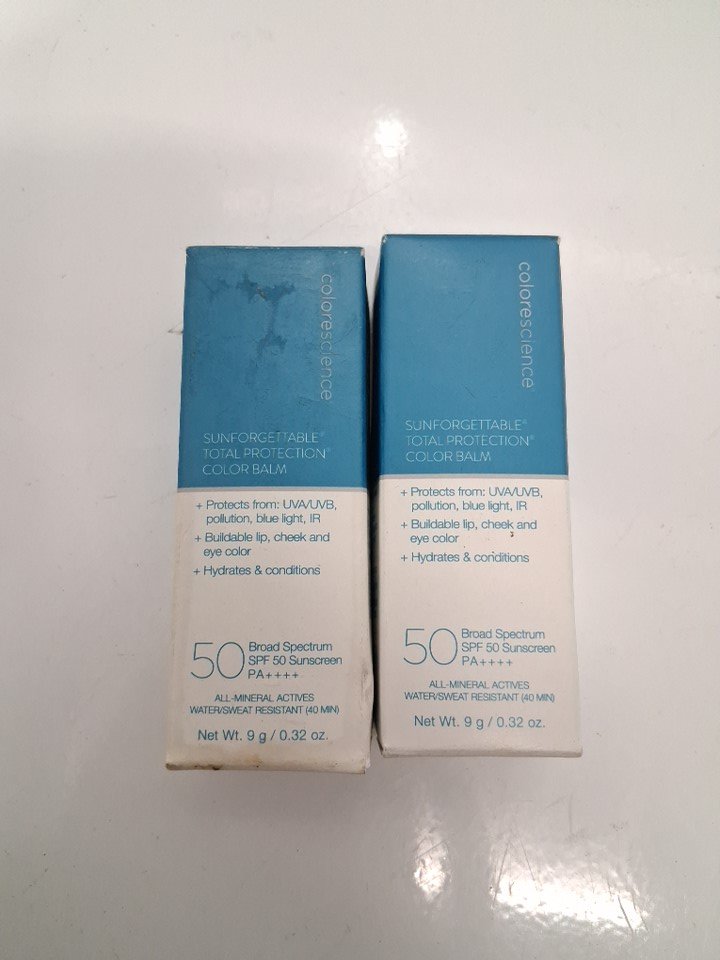 colorescience
SUNFORGETTABLE®
TOTAL PROTECTION®
COLOR BALM
+ Protects from: UVA/UVB,
pollution, blue light, IR
+ Buildable lip, cheek and
eye color
+ Hydrates & conditions
50
Broad Spectrum
SPF 50 Sunscreen
PA++++
ALL-MINERAL ACTIVES
WATER/SWEAT RESISTANT (40 MIN)
Net Wt. 9 g / 0.32 oz.
colorescience
SUNFORGETTABLE®
TOTAL PROTECTION®
COLOR BALM
+ Protects from: UVA/UVB,
pollution, blue light, IR
+ Buildable lip, cheek and
eye color
+ Hydrates & conditions
50
Broad Spectrum
SPF 50 Sunscreen
PA++++
ALL-MINERAL ACTIVES
WATER/SWEAT RESISTANT (40 MIN)
Net Wt. 9 g / 0.32 oz.